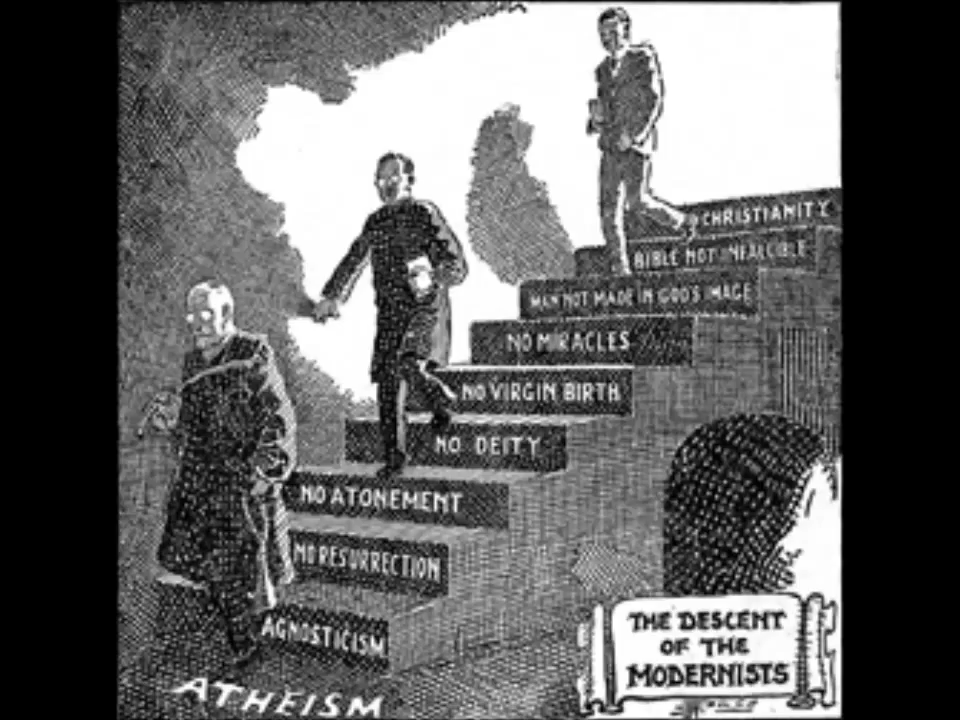 CHRISTIANITY
BIBLE NOT INFALLIBLE
MAN NOT MADE IN GOD'S IMAGE
NO MIRACLES
NO VIRGIN BIRTH
NO DEITY
NO ATONEMENT
NO RESURRECTION
AGNOSTICISM
ATHEISM
THE DESCENT
OF THE
MODERNISTS